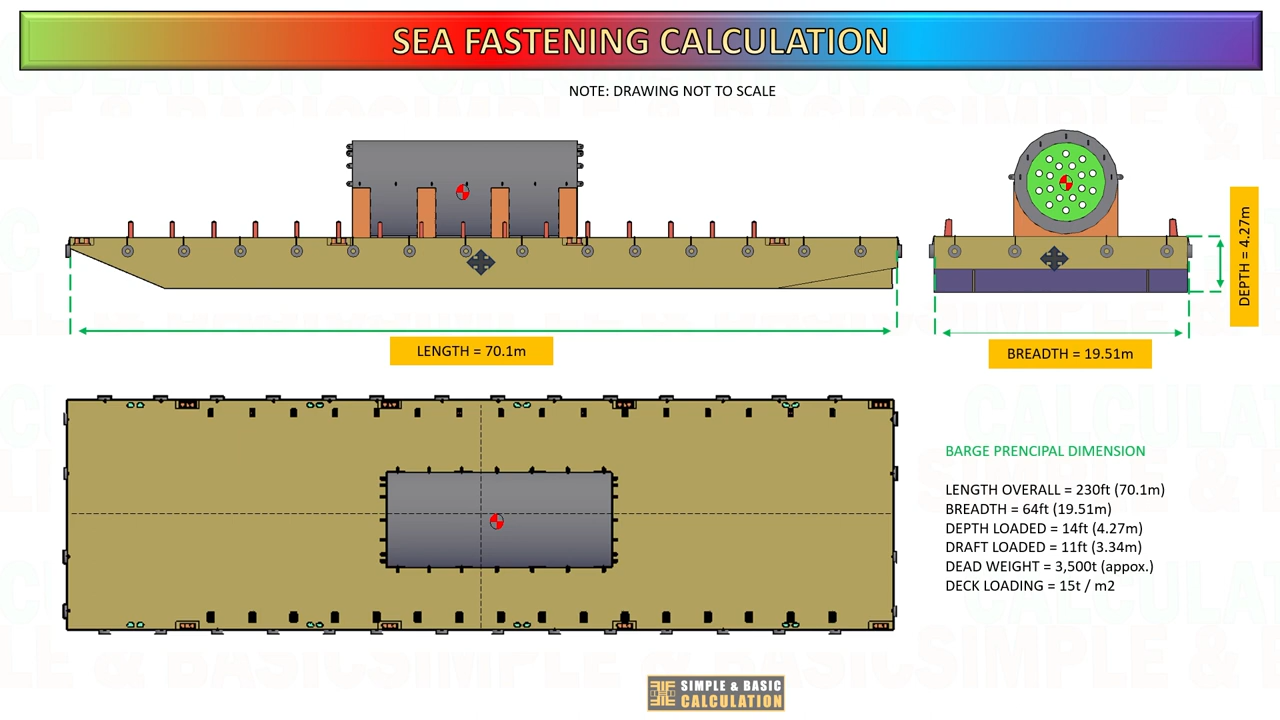 SEA FASTENING CALCULATION
NOTE: DRAWING NOT TO SCALE
DEPTH = 4.27m
LENGTH = 70.1m
BREADTH = 19.51m
BARGE PRENCIPAL DIMENSION
LENGTH OVERALL = 230ft (70.1m)
BREADTH = 64ft (19.51m)
DEPTH LOADED = 14ft (4.27m)
DRAFT LOADED = 11ft (3.34m)
DEAD WEIGHT = 3,500t (appox.)
DECK LOADING = 15t / m2
SIMPLE & BASIC
CALCULATION